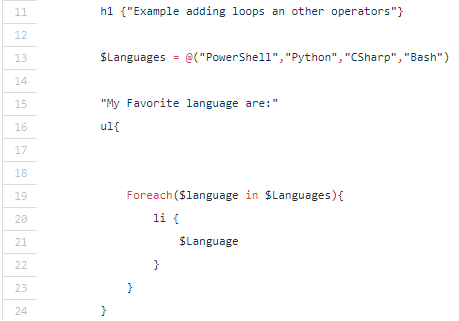 11 h1 {"Example adding loops an other operators"}
12
13 $Languages = @("PowerShell","Python","CSharp","Bash")
14
15 "My Favorite language are:"
16 ul{
17
18
19 Foreach($language in $Languages){
20 li {
21 $Language
22 }
23 }
24 }